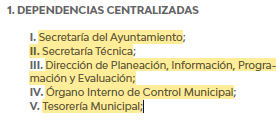 1. DEPENDENCIAS CENTRALIZADAS
I. Secretaría del Ayuntamiento;
II. Secretaría Técnica;
III. Dirección de Planeación, Información, Progra-
mación y Evaluación;
IV. Órgano Interno de Control Municipal;
V. Tesorería Municipal;